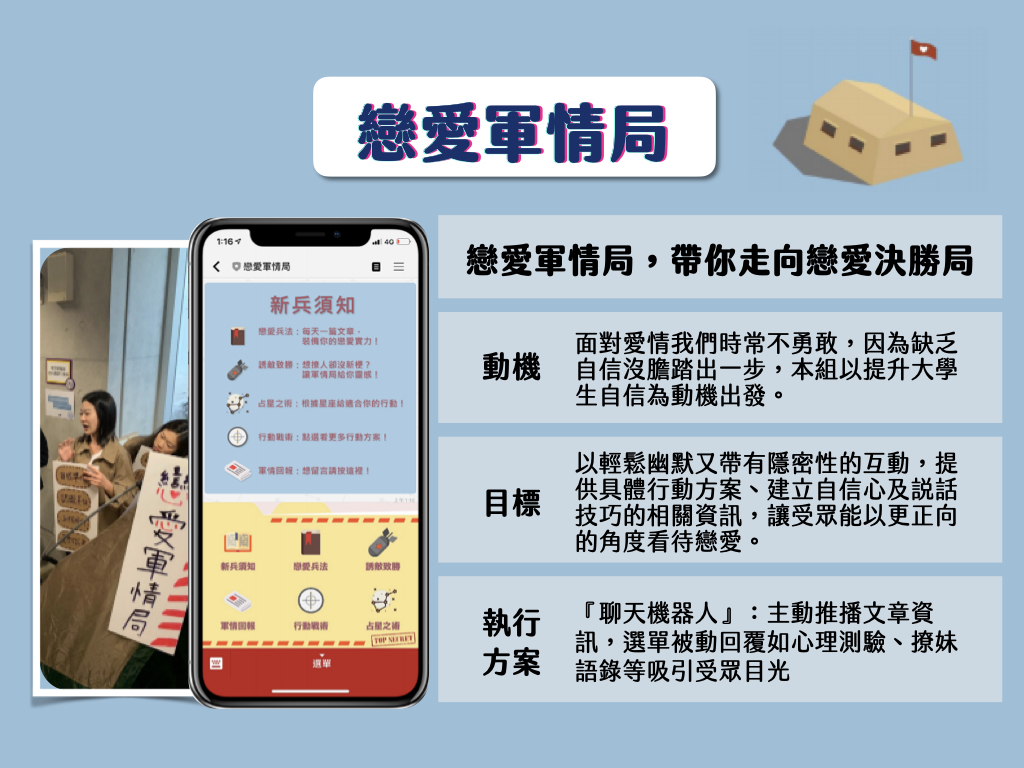 戀愛軍情局
戀愛軍情局，帶你走向戀愛決勝局
動機
面對愛情我們時常不勇敢，因為缺乏
自信沒膽踏出一步，本組以提升大學
生自信為動機出發。
目標
以輕鬆幽默又帶有隱密性的互動，提
供具體行動方案、建立自信心及説話
技巧的相關資訊，讓受眾能以更正向
的角度看待戀愛。
執行
方案
『聊天機器人』：主動推播文章資
訊，選單被動回覆如心理測驗、撩妹
語錄等吸引受眾目光
1:16
4G
戀愛軍情局
新兵須知
戀愛兵法：每天一篇文章，
裝備你的戀愛實力！
誘敵致勝：想撩人卻沒新梗？
讓軍情局給你靈感！
占星之術：根據星座給適合你的行動！
行動戰術：點選看更多行動方案！
軍情回報：想留言請按這裡！
新兵須知
戀愛兵法
誘敵致勝
軍情回報
行動戰術
占星之術
TOP SECRET
選單
戀愛軍情局